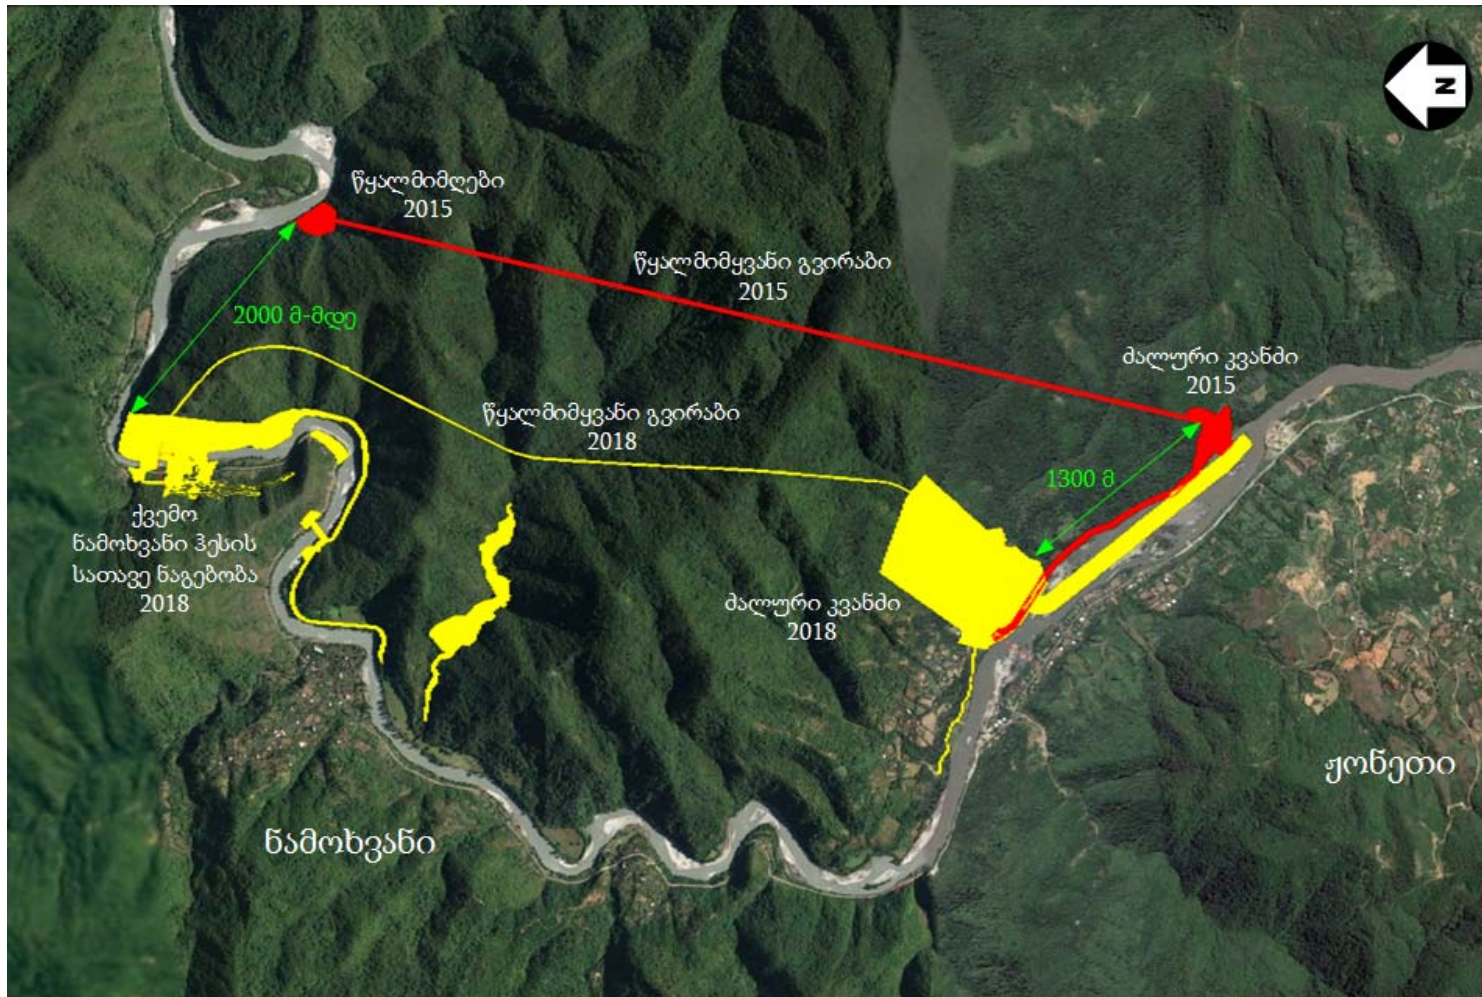 N
წყალმიმღები
2015
წყალმიმყვანი გვირაბი
2015
2000 მ-მდე
ძალური კვანძი
2015
წყალმიმყვანი გვირაბი
2018
1300 მ
ქვემო
ნამოხვანი ჰესის
სათავე ნაგებობა
2018
ძალური კვანძი
2018
ჟონეთი
ნამოხვანი